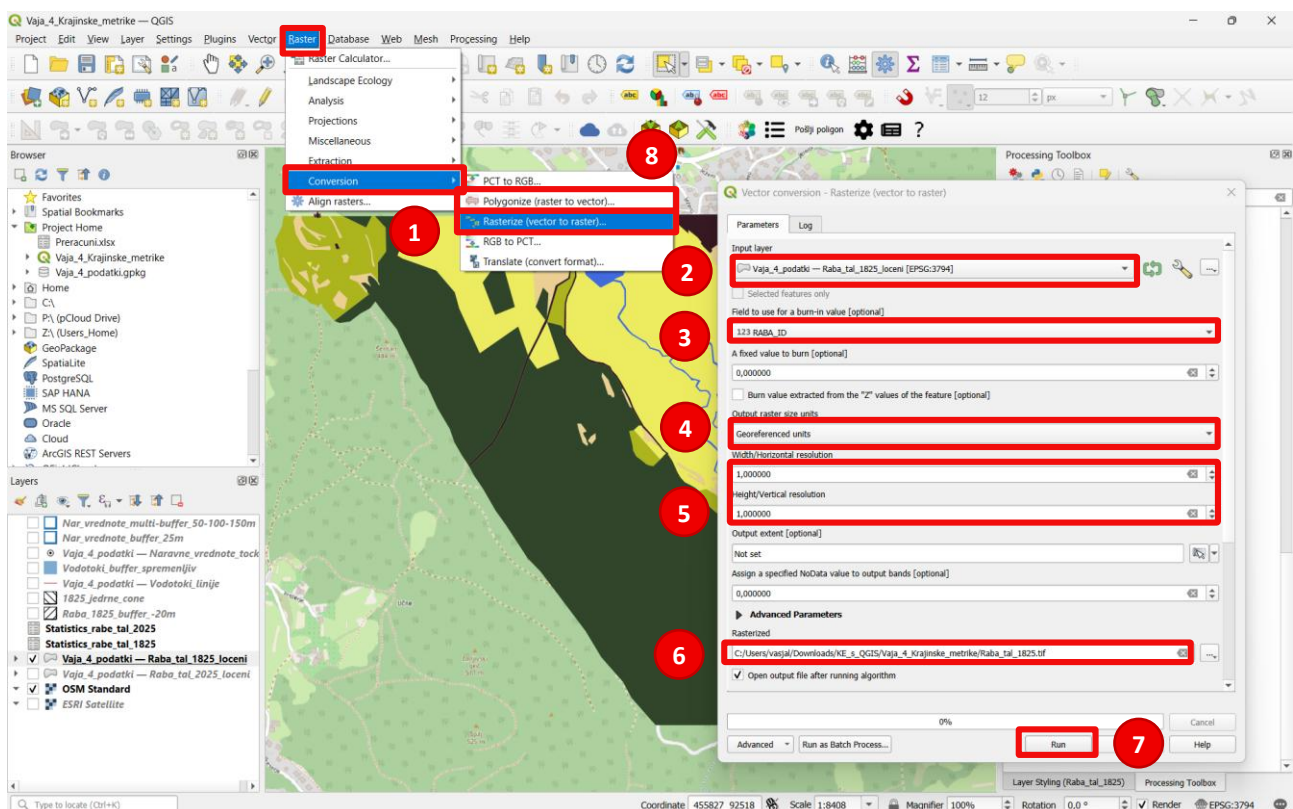 Vaja_4_Krajinske_metrike — QGIS
Project Edit View Layer Settings Plugins Vector Raster Database Web Mesh Processing Help
Raster Calculator...
Landscape Ecology
Analysis
Projections
Miscellaneous
Extraction
Conversion
Align rasters...
PCT to RGB...
Polygonize (raster to vector)...
Rasterize (vector to raster)...
RGB to PCT...
Translate (convert format)...
12 px
Pošlji poligon
Browser
Favorites
Spatial Bookmarks
Project Home
Preracuni.xlsx
Vaja_4_Krajinske_metrike
Vaja_4_podatki.gpkg
Home
C:\
P:\ (pCloud Drive)
Z:\ (Users_Home)
GeoPackage
SpatiaLite
PostgreSQL
SAP HANA
MS SQL Server
Oracle
Cloud
ArcGIS REST Servers
Layers
Nar_vrednote_multi-buffer_50-100-150m
Nar_vrednote_buffer_25m
Vaja_4_podatki — Naravne_vrednote_tock
Vodotoki_buffer_spremenljiv
Vaja_4_podatki — Vodotoki_linije
1825_jedrne_cone
Raba_1825_buffer_-20m
Statistics_rabe_tal_2025
Statistics_rabe_tal_1825
Vaja_4_podatki — Raba_tal_1825_loceni
Vaja_4_podatki — Raba_tal_2025_loceni
OSM Standard
ESRI Satellite
1
2
3
4
5
6
7
8
Processing Toolbox
Vector conversion - Rasterize (vector to raster)
Parameters Log
Input layer
Vaja_4_podatki — Raba_tal_1825_loceni [EPSG:3794]
Selected features only
Field to use for a burn-in value [optional]
123 RABA_ID
A fixed value to burn [optional]
0,000000
Burn value extracted from the "Z" values of the feature [optional]
Output raster size units
Georeferenced units
Width/Horizontal resolution
1,000000
Height/Vertical resolution
1,000000
Output extent [optional]
Not set
Assign a specified NoData value to output bands [optional]
0,000000
Advanced Parameters
Rasterized
C:/Users/vasjal/Downloads/KE_s_QGIS/Vaja_4_Krajinske_metrike/Raba_tal_1825.tif
Open output file after running algorithm
0%
Cancel
Advanced Run as Batch Process... Run Help
Layer Styling (Raba_tal_1825) Processing Toolbox
Type to locate (Ctrl+K)
Coordinate 455827 92518 Scale 1:8408 Magnifier 100% Rotation 0,0 ° Render EPSG:3794